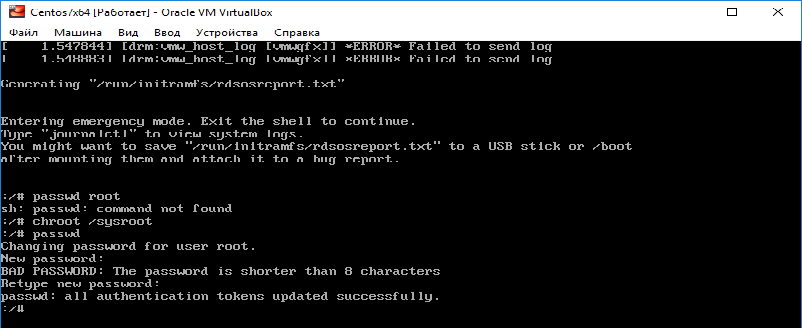 Centos7x64 [Работает] - Oracle VM VirtualBox
Файл Машина Вид Ввод Устройства Справка
[    1.547844] [drm:vmw_host_log [vmwgfx]] *ERROR* Failed to send log
[    1.548883] [drm:vmw_host_log [vmwgfx]] *ERROR* Failed to send log
Generating "/run/initramfs/rdsosreport.txt"
Entering emergency mode. Exit the shell to continue.
Type "journalctl" to view system logs.
You might want to save "/run/initramfs/rdsosreport.txt" to a USB stick or /boot
after mounting them and attach it to a bug report.
:/# passwd root
sh: passwd: command not found
:/# chroot /sysroot
:/# passwd
Changing password for user root.
New password:
BAD PASSWORD: The password is shorter than 8 characters
Retype new password:
passwd: all authentication tokens updated successfully.
:/#